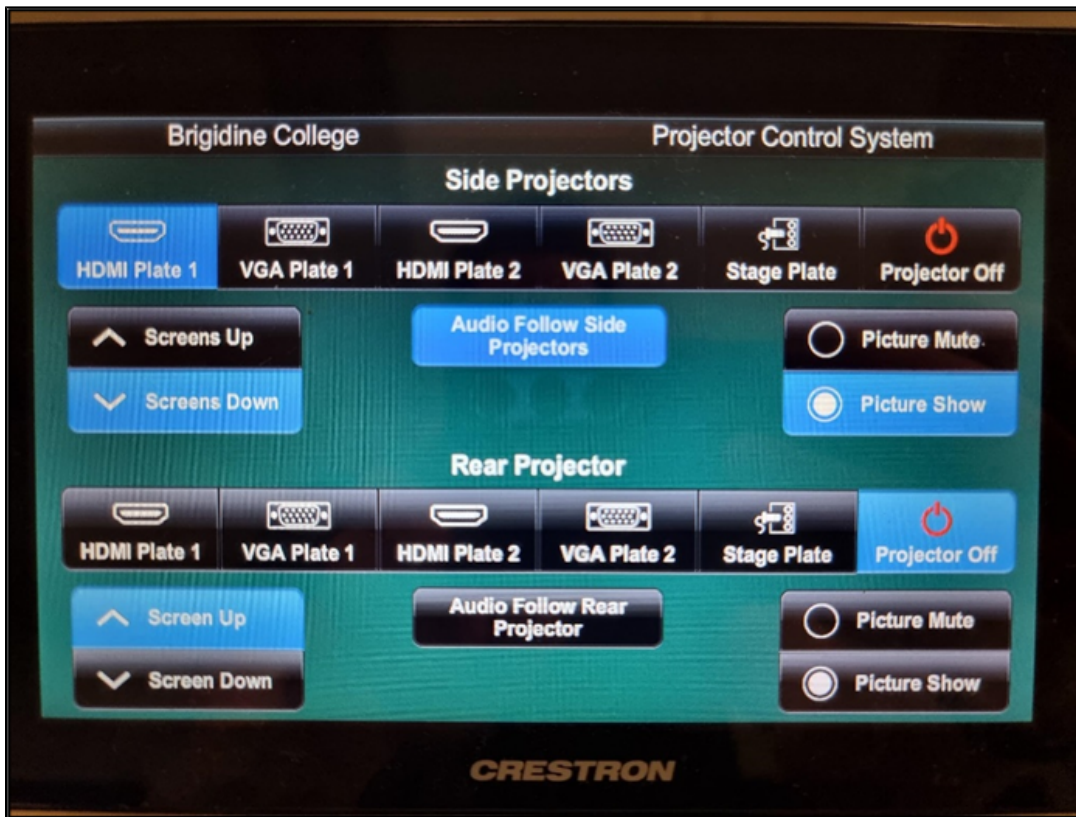 Brigidine College Projector Control System
Side Projectors
HDMI Plate 1 VGA Plate 1 HDMI Plate 2 VGA Plate 2 Stage Plate Projector Off
Screens Up
Screens Down
Audio Follow Side
Projectors
Picture Mute
Picture Show
Rear Projector
HDMI Plate 1 VGA Plate 1 HDMI Plate 2 VGA Plate 2 Stage Plate Projector Off
Screen Up
Screen Down
Audio Follow Rear
Projector
Picture Mute
Picture Show
CRESTRON